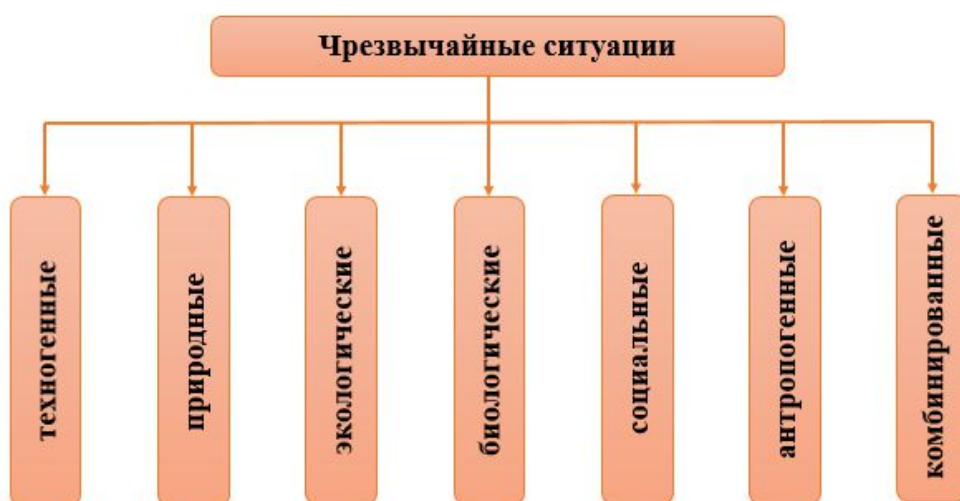 Чрезвычайные ситуации
техногенные
природные
экологические
биологические
социальные
антропогенные
комбинированные